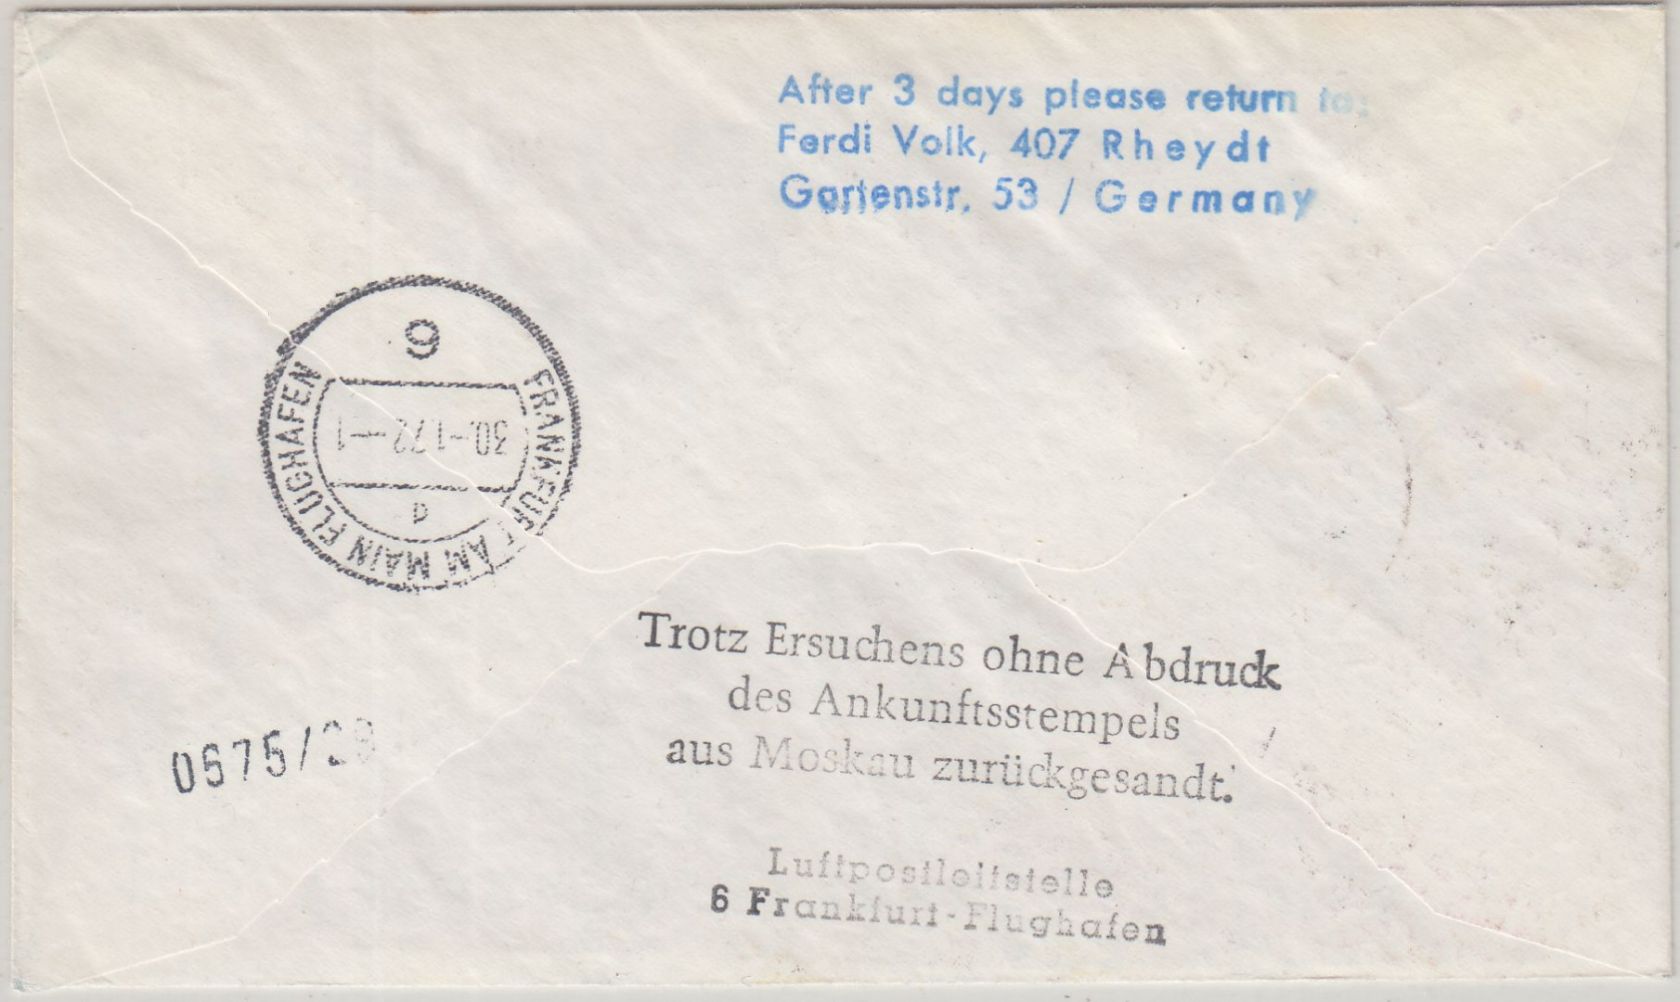 After 3 days please return to:
Ferdi Volk, 407 Rheydt
Gartenstr. 53 / Germany
FRANKFURT AM MAIN FLUGHAFEN
d
30.-1.72--1
6
Trotz Ersuchens ohne Abdruck
des Ankunftsstempels
aus Moskau zurückgesandt.
Luftpostleitstelle
6 Frankfurt-Flughafen